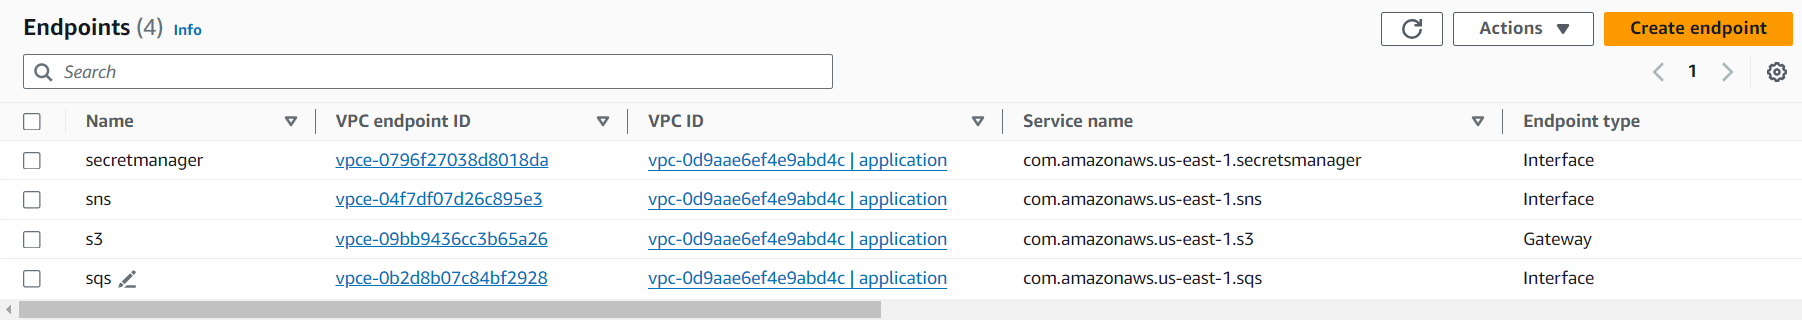 Endpoints (4) Info
Actions
Create endpoint
Search
1
Name VPC endpoint ID VPC ID Service name Endpoint type
secretmanager vpce-0796f27038d8018da vpc-0d9aae6ef4e9abd4c | application com.amazonaws.us-east-1.secretsmanager Interface
sns vpce-04f7df07d26c895e3 vpc-0d9aae6ef4e9abd4c | application com.amazonaws.us-east-1.sns Interface
s3 vpce-09bb9436cc3b65a26 vpc-0d9aae6ef4e9abd4c | application com.amazonaws.us-east-1.s3 Gateway
sqs vpce-0b2d8b07c84bf2928 vpc-0d9aae6ef4e9abd4c | application com.amazonaws.us-east-1.sqs Interface